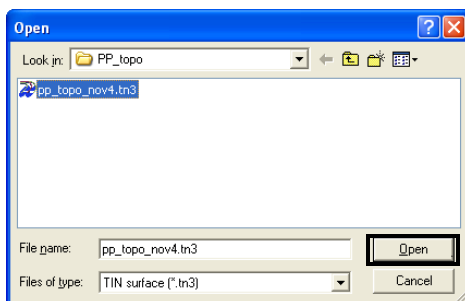 Open
Look in: PP_topo
pp_topo_nov4.tn3
File name: pp_topo_nov4.tn3 Open
Files of type: TIN surface (*.tn3) Cancel